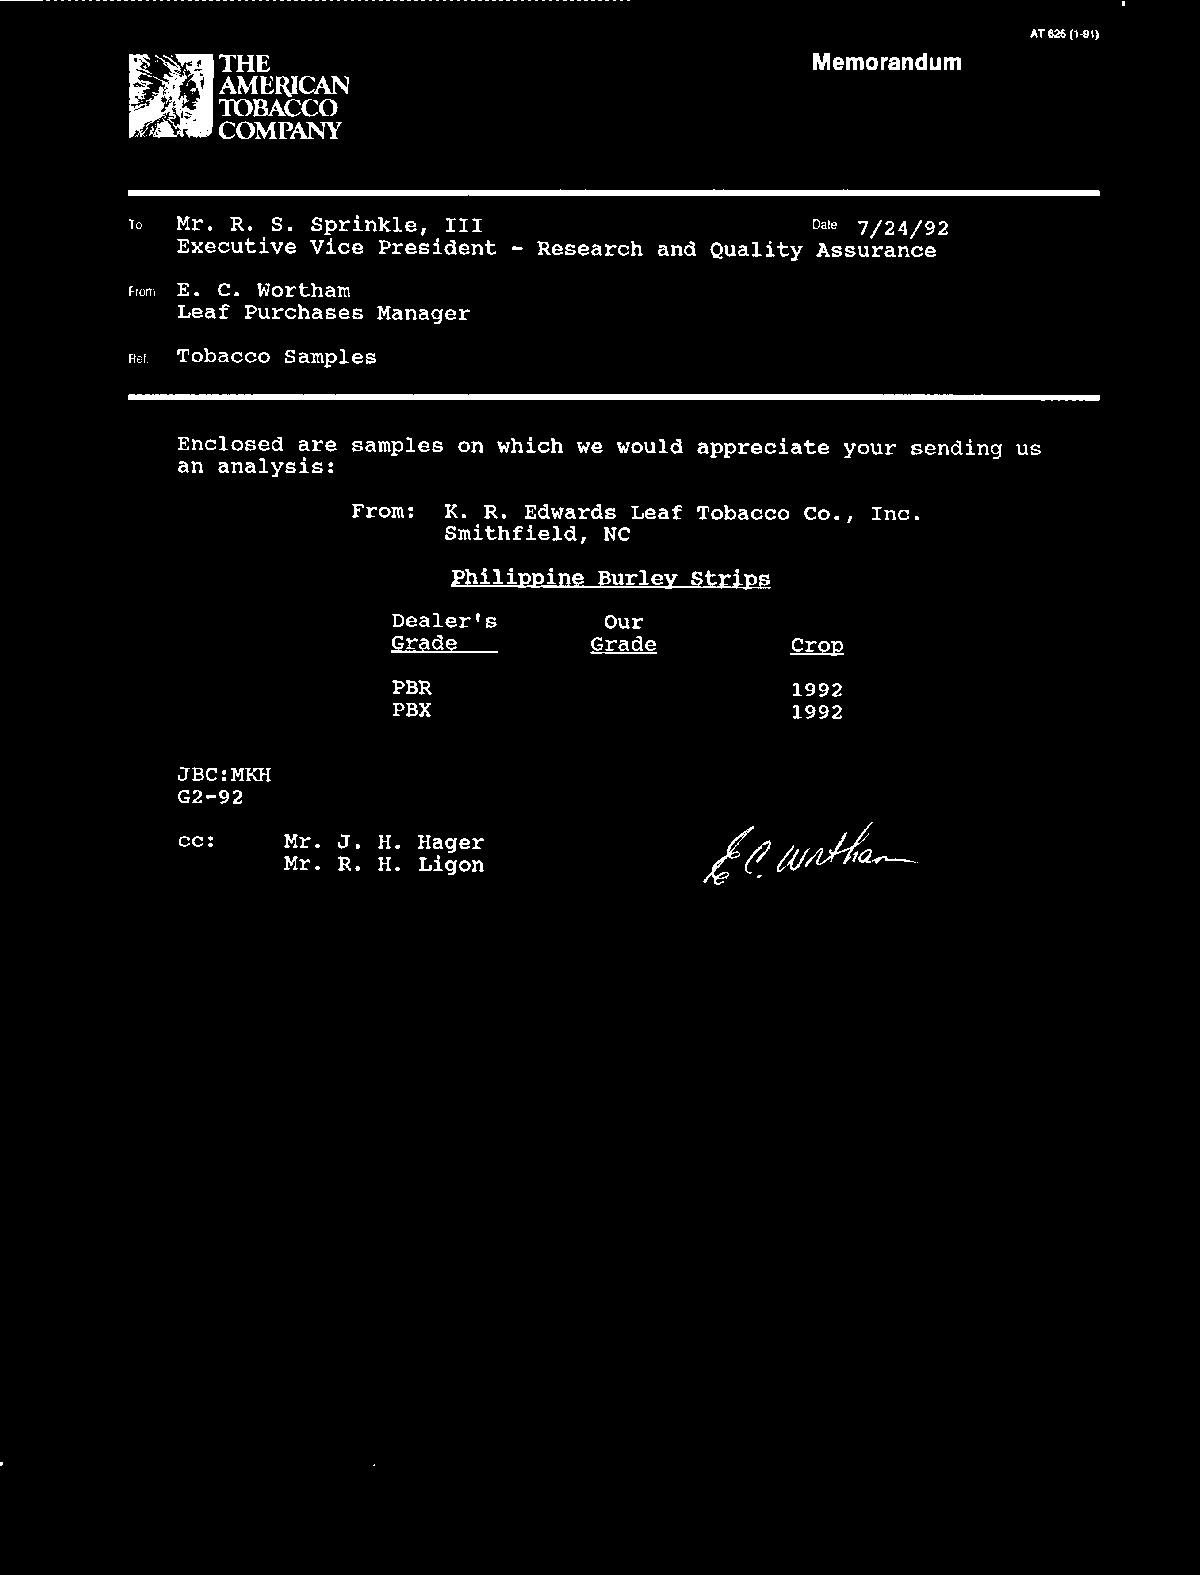 AT 626 (1-91)
THE
AMERICAN
TOBACCO
COMPANY
Memorandum
To Mr. R. S. Sprinkle, III Date 7/24/92
Executive Vice President - Research and Quality Assurance
From E. C. Wortham
Leaf Purchases Manager
Ref. Tobacco Samples
Enclosed are samples on which we would appreciate your sending us
an analysis:
From: K. R. Edwards Leaf Tobacco Co., Inc.
Smithfield, NC
Philippine Burley Strips
Dealer's Our
Grade Grade Crop
PBR 1992
PBX 1992
JBC:MKH
G2-92
cc: Mr. J. H. Hager
Mr. R. H. Ligon
E C. Wortham